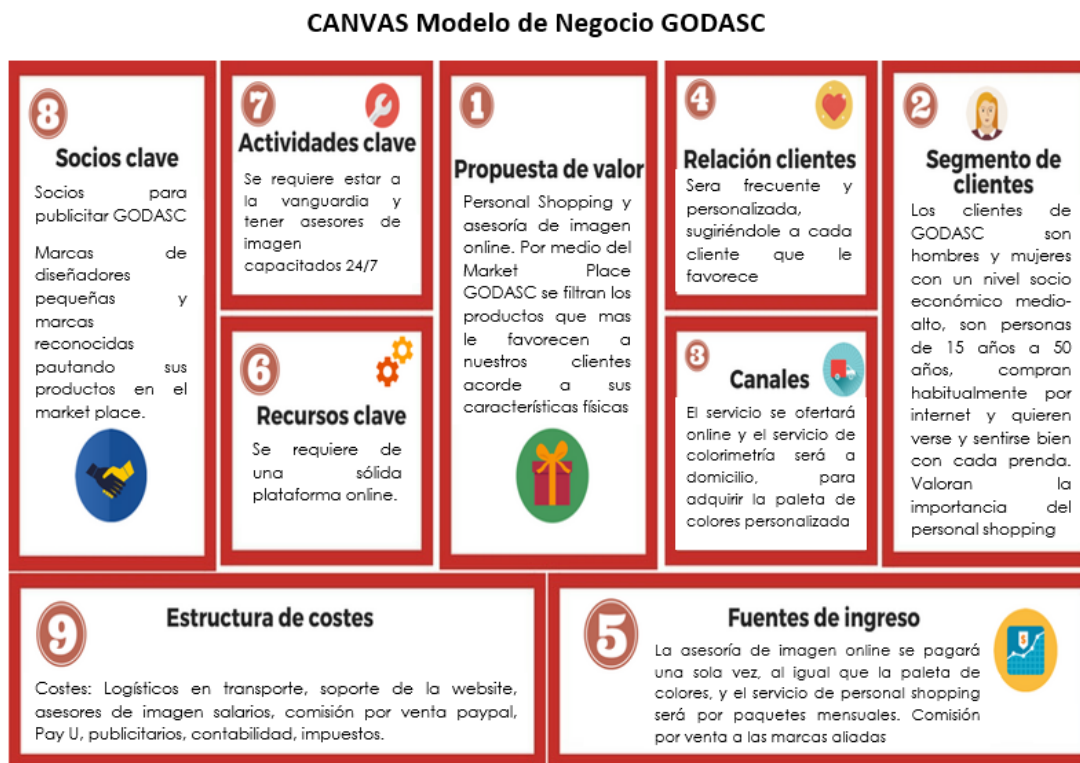 CANVAS Modelo de Negocio GODASC
8
Socios clave
Socios para
publicitar GODASC
Marcas de
diseñadores
pequeñas y
marcas
reconocidas
pautando sus
productos en el
market place.
7
Actividades clave
Se requiere estar a
la vanguardia y
tener asesores de
imagen
capacitados 24/7
6
Recursos clave
Se requiere de
una sólida
plataforma online.
1
Propuesta de valor
Personal Shopping y
asesoría de imagen
online. Por medio del
Market Place
GODASC se filtran los
productos que mas
le favorecen a
nuestros clientes
acorde a sus
características físicas
4
Relación clientes
Sera frecuente y
personalizada,
sugiriéndole a cada
cliente que le
favorece
3
Canales
El servicio se ofertará
online y el servicio de
colorimetría será a
domicilio, para
adquirir la paleta de
colores personalizada
2
Segmento de
clientes
Los clientes de
GODASC son
hombres y mujeres
con un nivel socio
económico medio-
alto, son personas
de 15 años a 50
años, compran
habitualmente por
internet y quieren
verse y sentirse bien
con cada prenda.
Valoran la
importancia del
personal shopping
9
Estructura de costes
Costes: Logísticos en transporte, soporte de la website,
asesores de imagen salarios, comisión por venta paypal,
Pay U, publicitarios, contabilidad, impuestos.
5
Fuentes de ingreso
La asesoría de imagen online se pagará
una sola vez, al igual que la paleta de
colores, y el servicio de personal shopping
será por paquetes mensuales. Comisión
por venta a las marcas aliadas
$